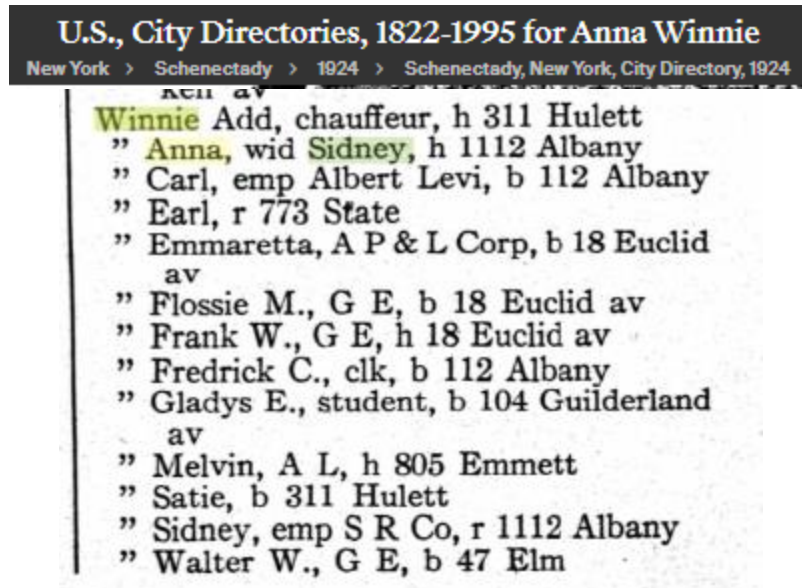 U.S., City Directories, 1822-1995 for Anna Winnie
New York > Schenectady > 1924 > Schenectady, New York, City Directory, 1924
ken av
Winnie Add, chauffeur, h 311 Hulett
” Anna, wid Sidney, h 1112 Albany
” Carl, emp Albert Levi, b 112 Albany
” Earl, r 773 State
” Emmaretta, A P & L Corp, b 18 Euclid
av
” Flossie M., G E, b 18 Euclid av
” Frank W., G E, h 18 Euclid av
” Fredrick C., clk, b 112 Albany
” Gladys E., student, b 104 Guilderland
av
” Melvin, A L, h 805 Emmett
” Satie, b 311 Hulett
” Sidney, emp S R Co, r 1112 Albany
” Walter W., G E, b 47 Elm